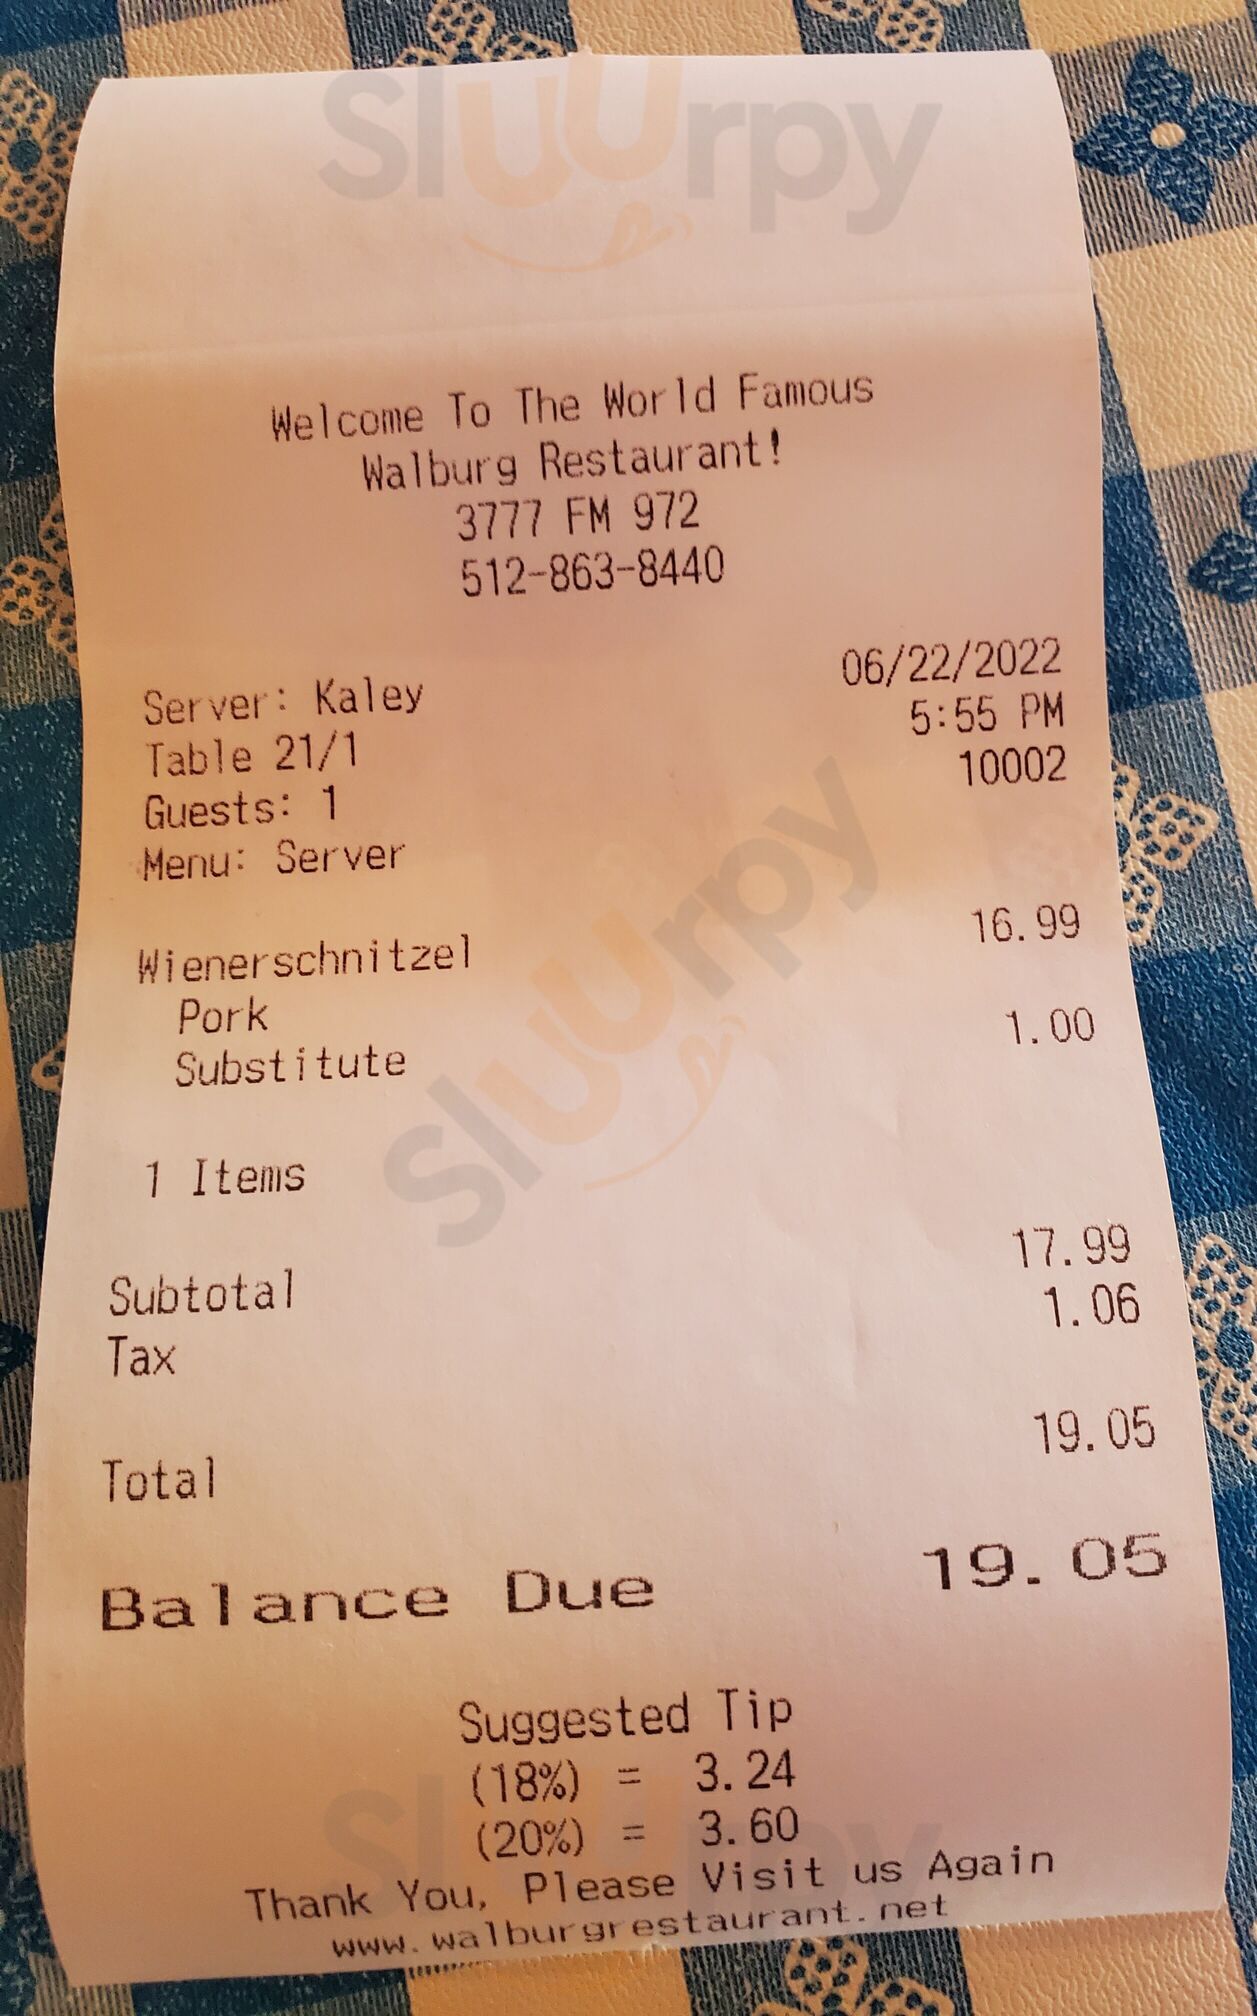 Sluurpy
Welcome To The World Famous
Walburg Restaurant!
3777 FM 972
512-863-8440
Server: Kaley 06/22/2022
Table 21/1 5:55 PM
Guests: 1 10002
Menu: Server
Wienerschnitzel 16.99
Pork
Substitute 1.00
Sluurpy
1 Items
Subtotal 17.99
Tax 1.06
Total 19.05
Balance Due 19.05
Suggested Tip
(18%) = 3.24
(20%) = 3.60
Sluurpy
Thank You, Please Visit us Again
www.walburgrestaurant.net